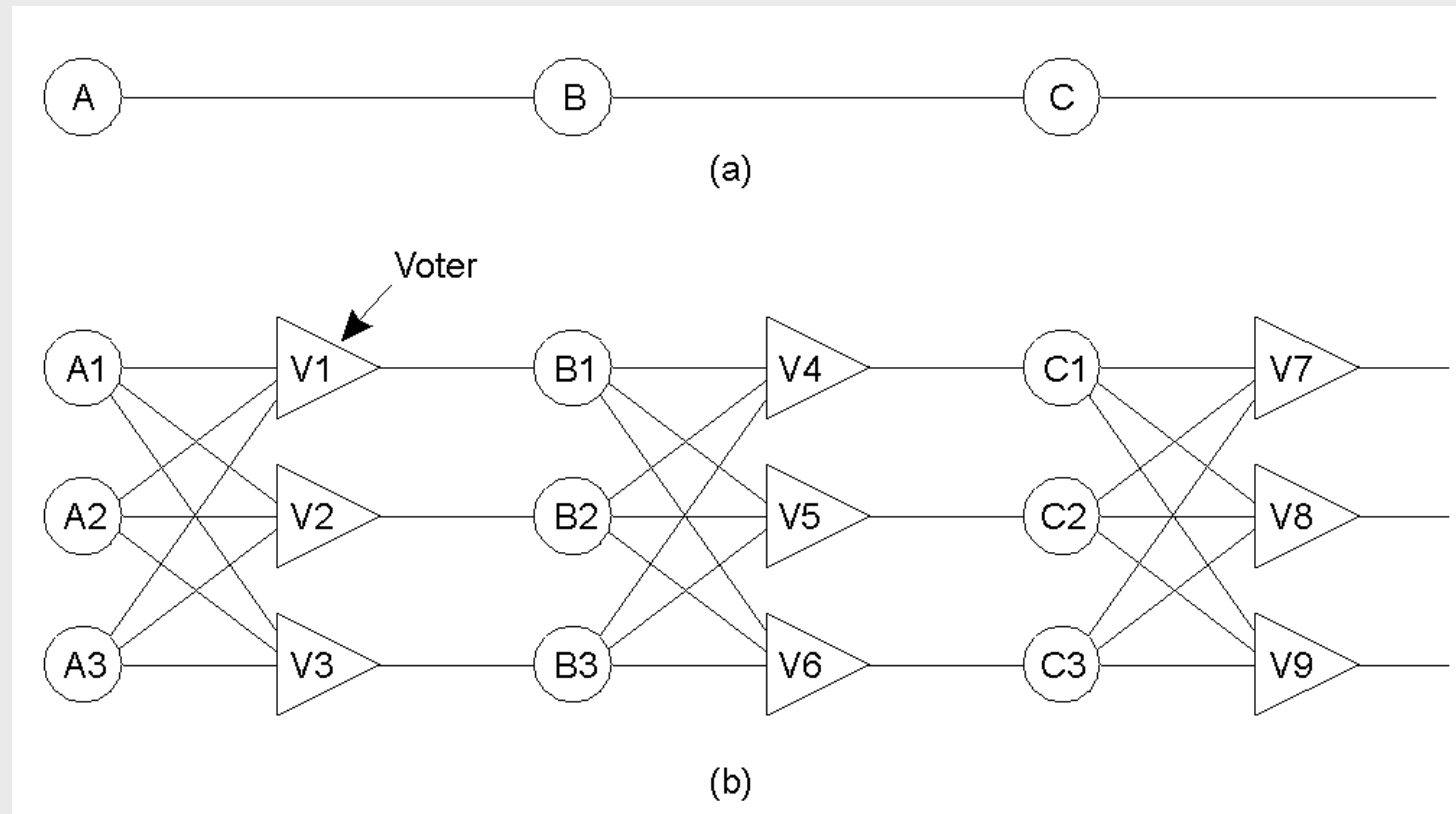 A B C
(a)
Voter
A1 V1 B1 V4 C1 V7
A2 V2 B2 V5 C2 V8
A3 V3 B3 V6 C3 V9
(b)